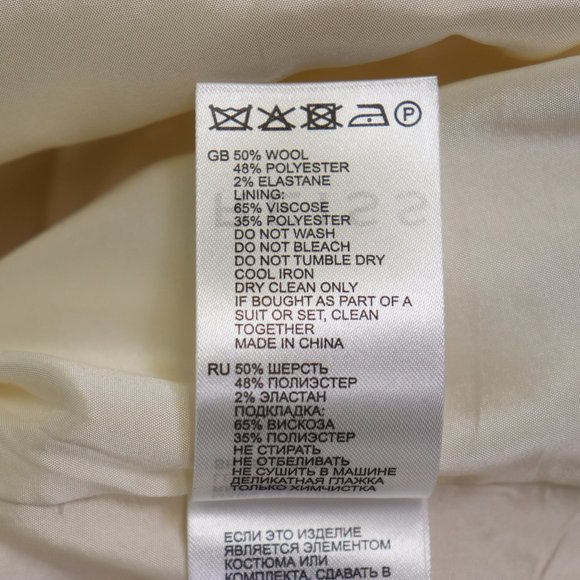 P
GB 50% WOOL
48% POLYESTER
2% ELASTANE
LINING:
65% VISCOSE
35% POLYESTER
DO NOT WASH
DO NOT BLEACH
DO NOT TUMBLE DRY
COOL IRON
DRY CLEAN ONLY
IF BOUGHT AS PART OF A
SUIT OR SET, CLEAN
TOGETHER
MADE IN CHINA
RU 50% ШЕРСТЬ
48% ПОЛИЭСТЕР
2% ЭЛАСТАН
ПОДКЛАДКА:
65% ВИСКОЗА
35% ПОЛИЭСТЕР
НЕ СТИРАТЬ
НЕ ОТБЕЛИВАТЬ
НЕ СУШИТЬ В МАШИНЕ
ДЕЛИКАТНАЯ ГЛАЖКА
ТОЛЬКО ХИМЧИСТКА
ЕСЛИ ЭТО ИЗДЕЛИЕ
ЯВЛЯЕТСЯ ЭЛЕМЕНТОМ
КОСТЮМА ИЛИ
КОМПЛЕКТА, СДАВАТЬ В